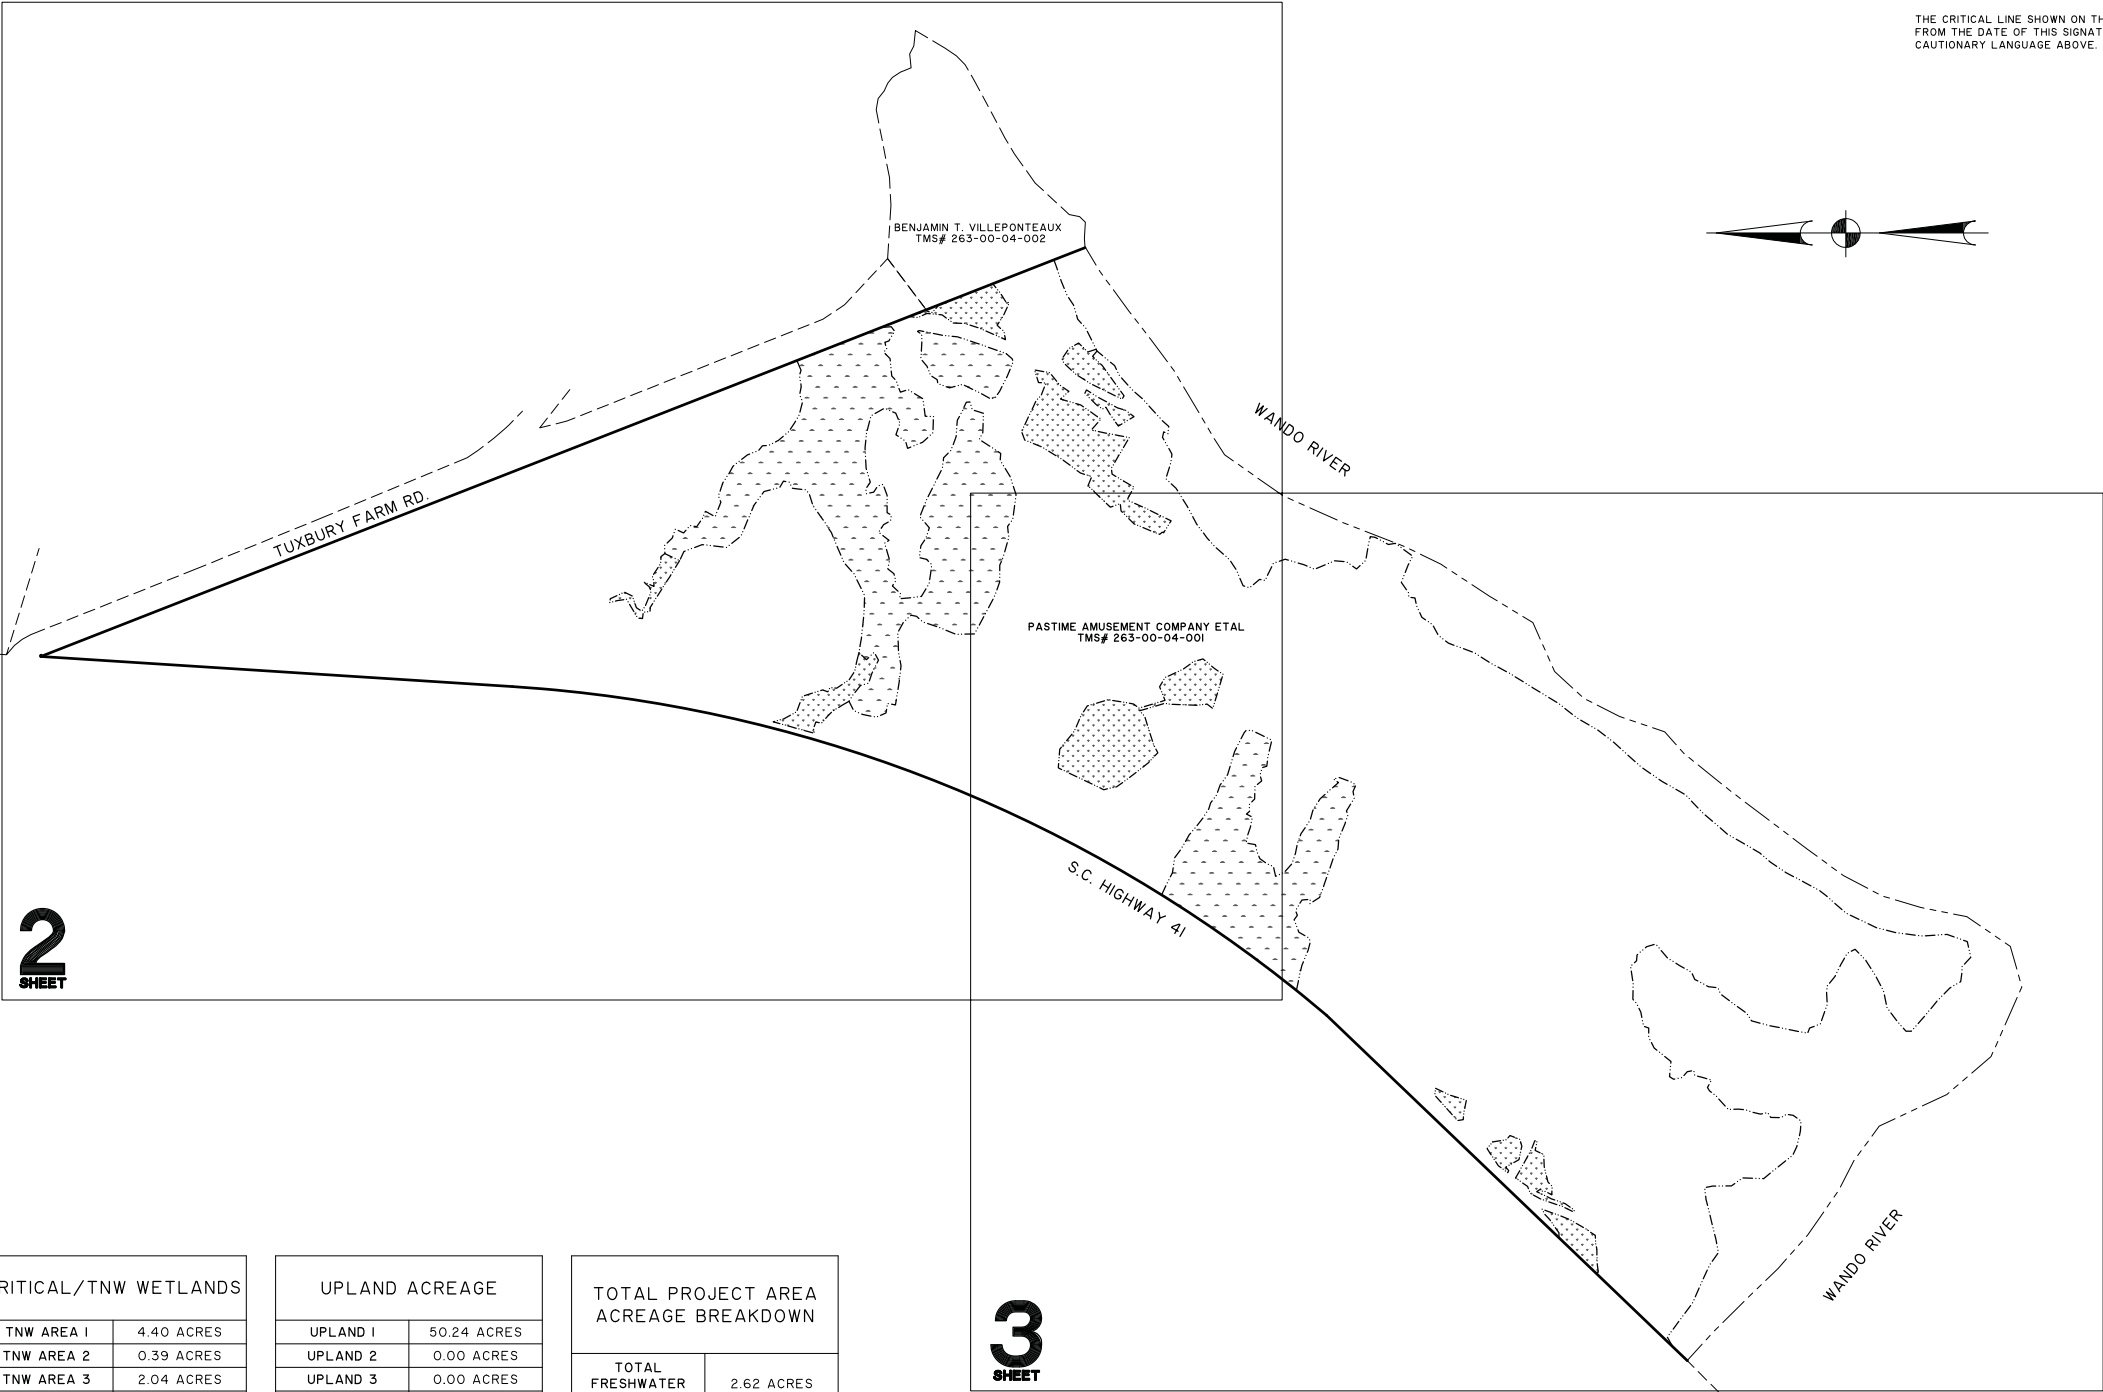 THE CRITICAL LINE SHOWN ON TH
FROM THE DATE OF THIS SIGNAT
CAUTIONARY LANGUAGE ABOVE.
BENJAMIN T. VILLEPONTEAUX
TMS# 263-00-04-002
WANDO RIVER
TUXBURY FARM RD.
PASTIME AMUSEMENT COMPANY ETAL
TMS# 263-00-04-001
S.C. HIGHWAY 41
2
SHEET
WANDO RIVER
3
SHEET
RITICAL/TNW WETLANDS
TNW AREA 1 4.40 ACRES
TNW AREA 2 0.39 ACRES
TNW AREA 3 2.04 ACRES
UPLAND ACREAGE
UPLAND 1 50.24 ACRES
UPLAND 2 0.00 ACRES
UPLAND 3 0.00 ACRES
TOTAL PROJECT AREA
ACREAGE BREAKDOWN
TOTAL
FRESHWATER 2.62 ACRES